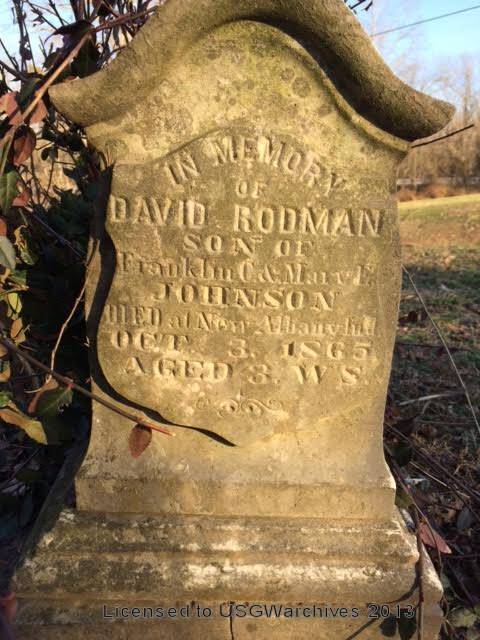 IN MEMORY
OF
DAVID RODMAN
SON OF
Franklin C & Mary E.
JOHNSON
DIED at New Albany Ind
OCT 3. 1865
AGED 3. W S.
Licensed to USGWarchives 2013